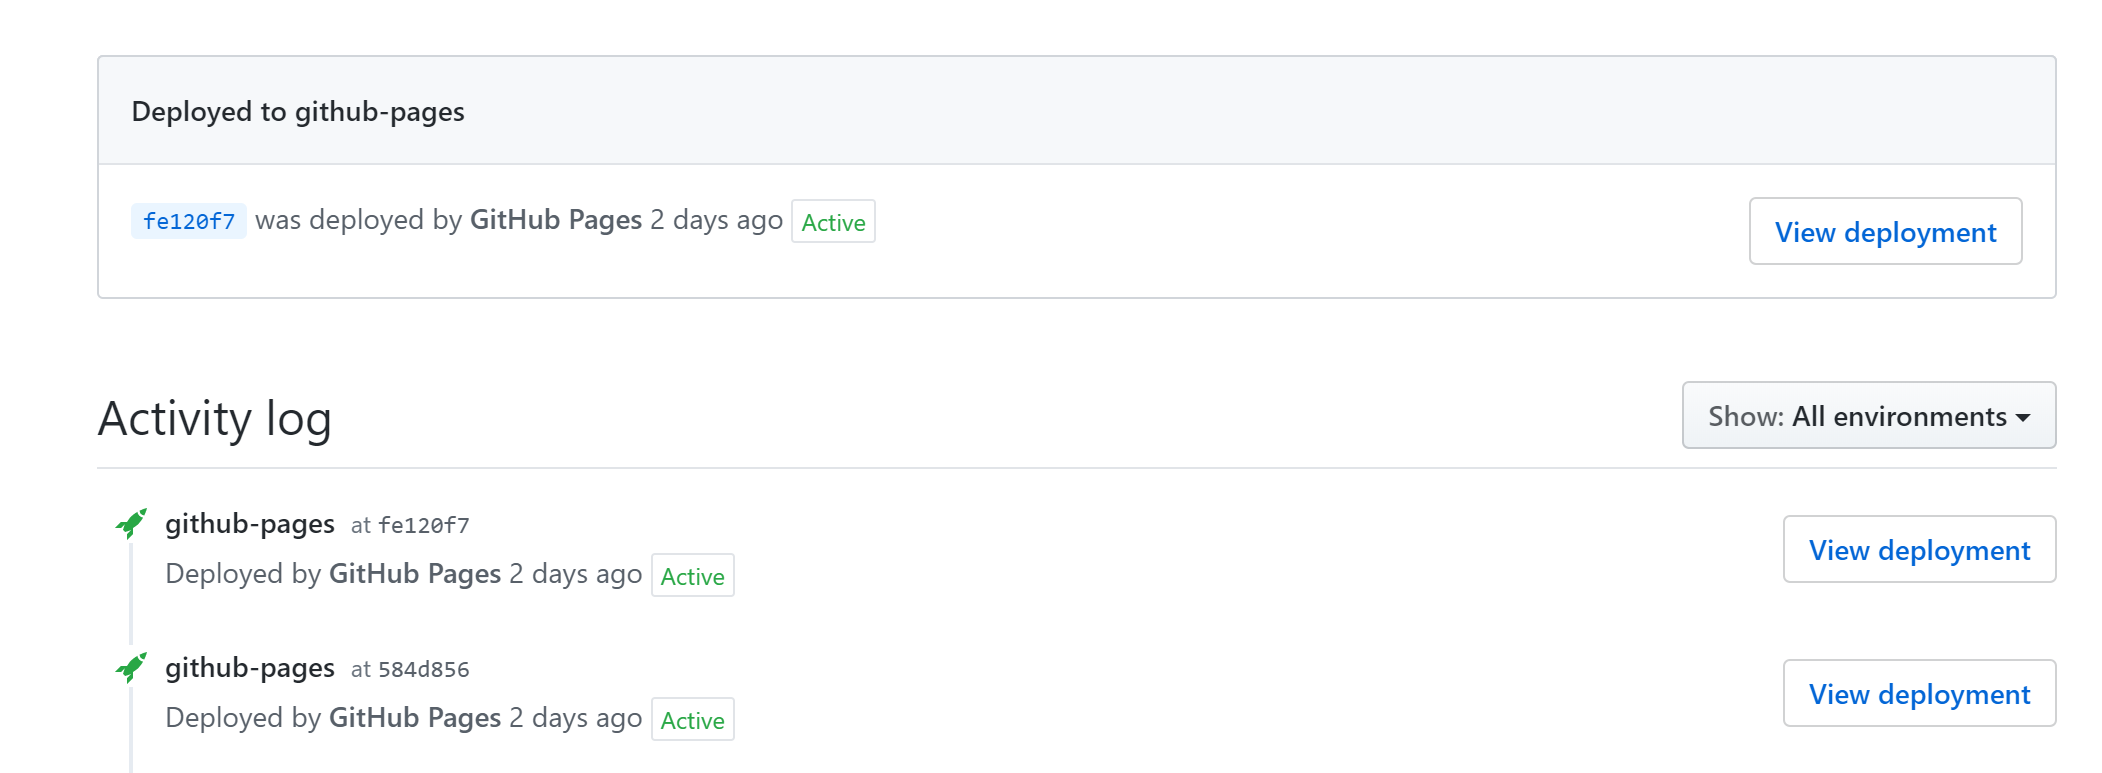 Deployed to github-pages
fe120f7 was deployed by GitHub Pages 2 days ago Active
View deployment
Activity log
Show: All environments
github-pages at fe120f7
Deployed by GitHub Pages 2 days ago Active
View deployment
github-pages at 584d856
Deployed by GitHub Pages 2 days ago Active
View deployment